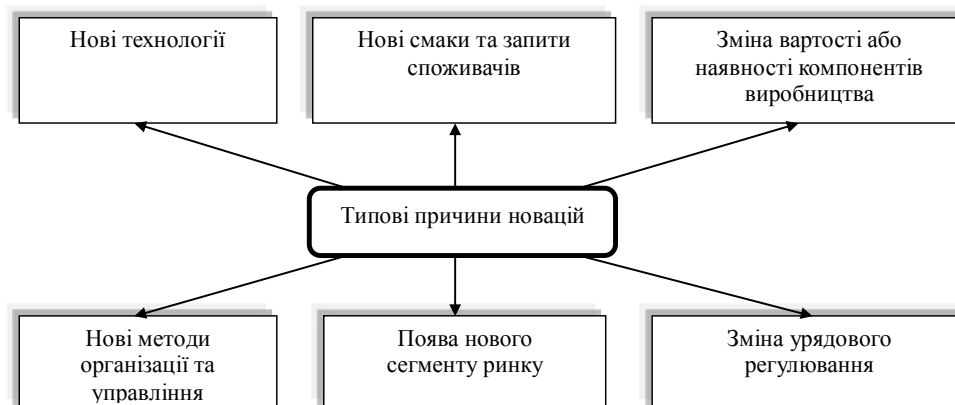 Нові технології
Нові смаки та запити
споживачів
Зміна вартості або
наявності компонентів
виробництва
Типові причини новацій
Нові методи
організації та
управління
Поява нового
сегменту ринку
Зміна урядового
регулювання